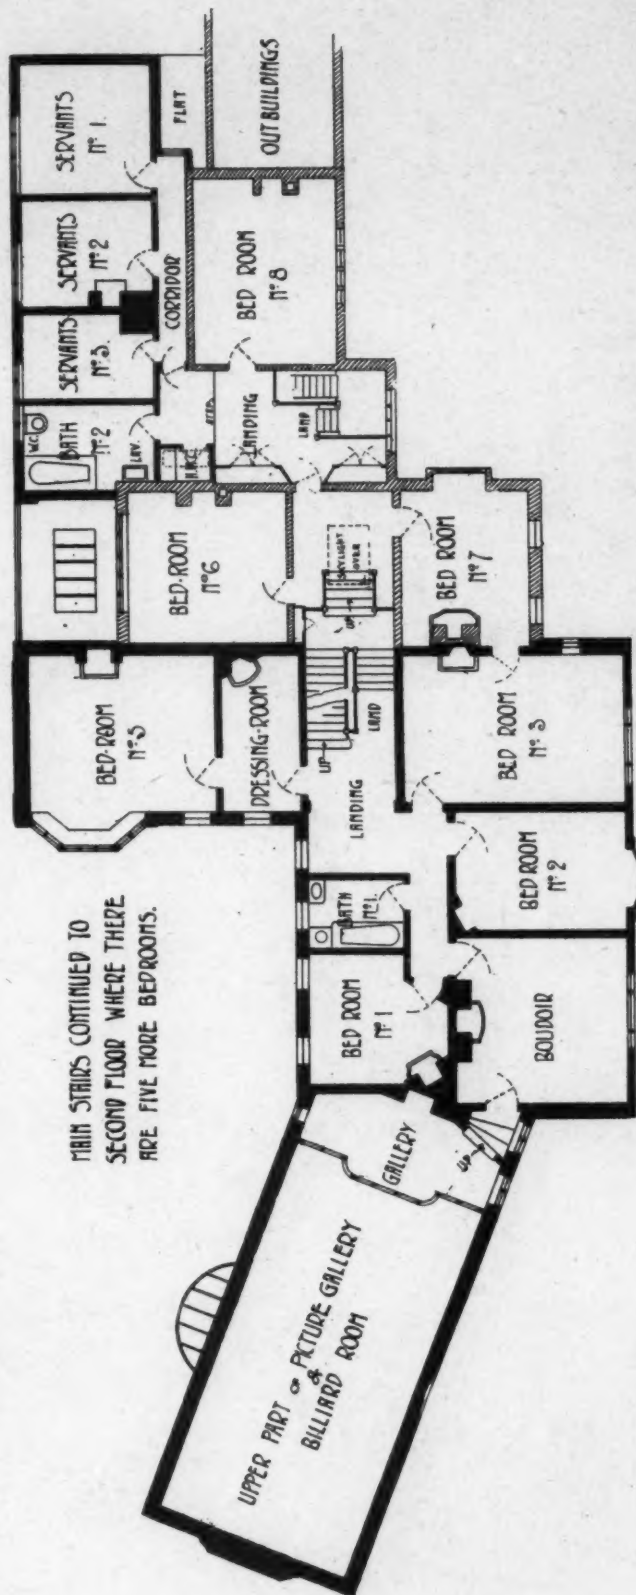 MAIN STAIRS CONTINUED TO
SECOND FLOOR WHERE THERE
ARE FIVE MORE BEDROOMS.
UPPER PART OF PICTURE GALLERY
&
BILLIARD ROOM
GALLERY
UP
BED ROOM
Nº 1
BATH
Nº 1.
BOUDOIR
BED ROOM
Nº 2
LANDING
UP
LAND
BED ROOM
Nº 3
DRESSING-ROOM
BED-ROOM
Nº 5
BED-ROOM
Nº 6
UP
SKYLIGHT
OVER
BED ROOM
Nº 7
W.C.
BATH
Nº 2
LAV.
LANDING
LAND
SERVANTS
Nº 3.
SERVANTS
Nº 2
SERVANTS
Nº 1.
CORRIDOR
BED ROOM
Nº 8
FLAT
OUT BUILDINGS